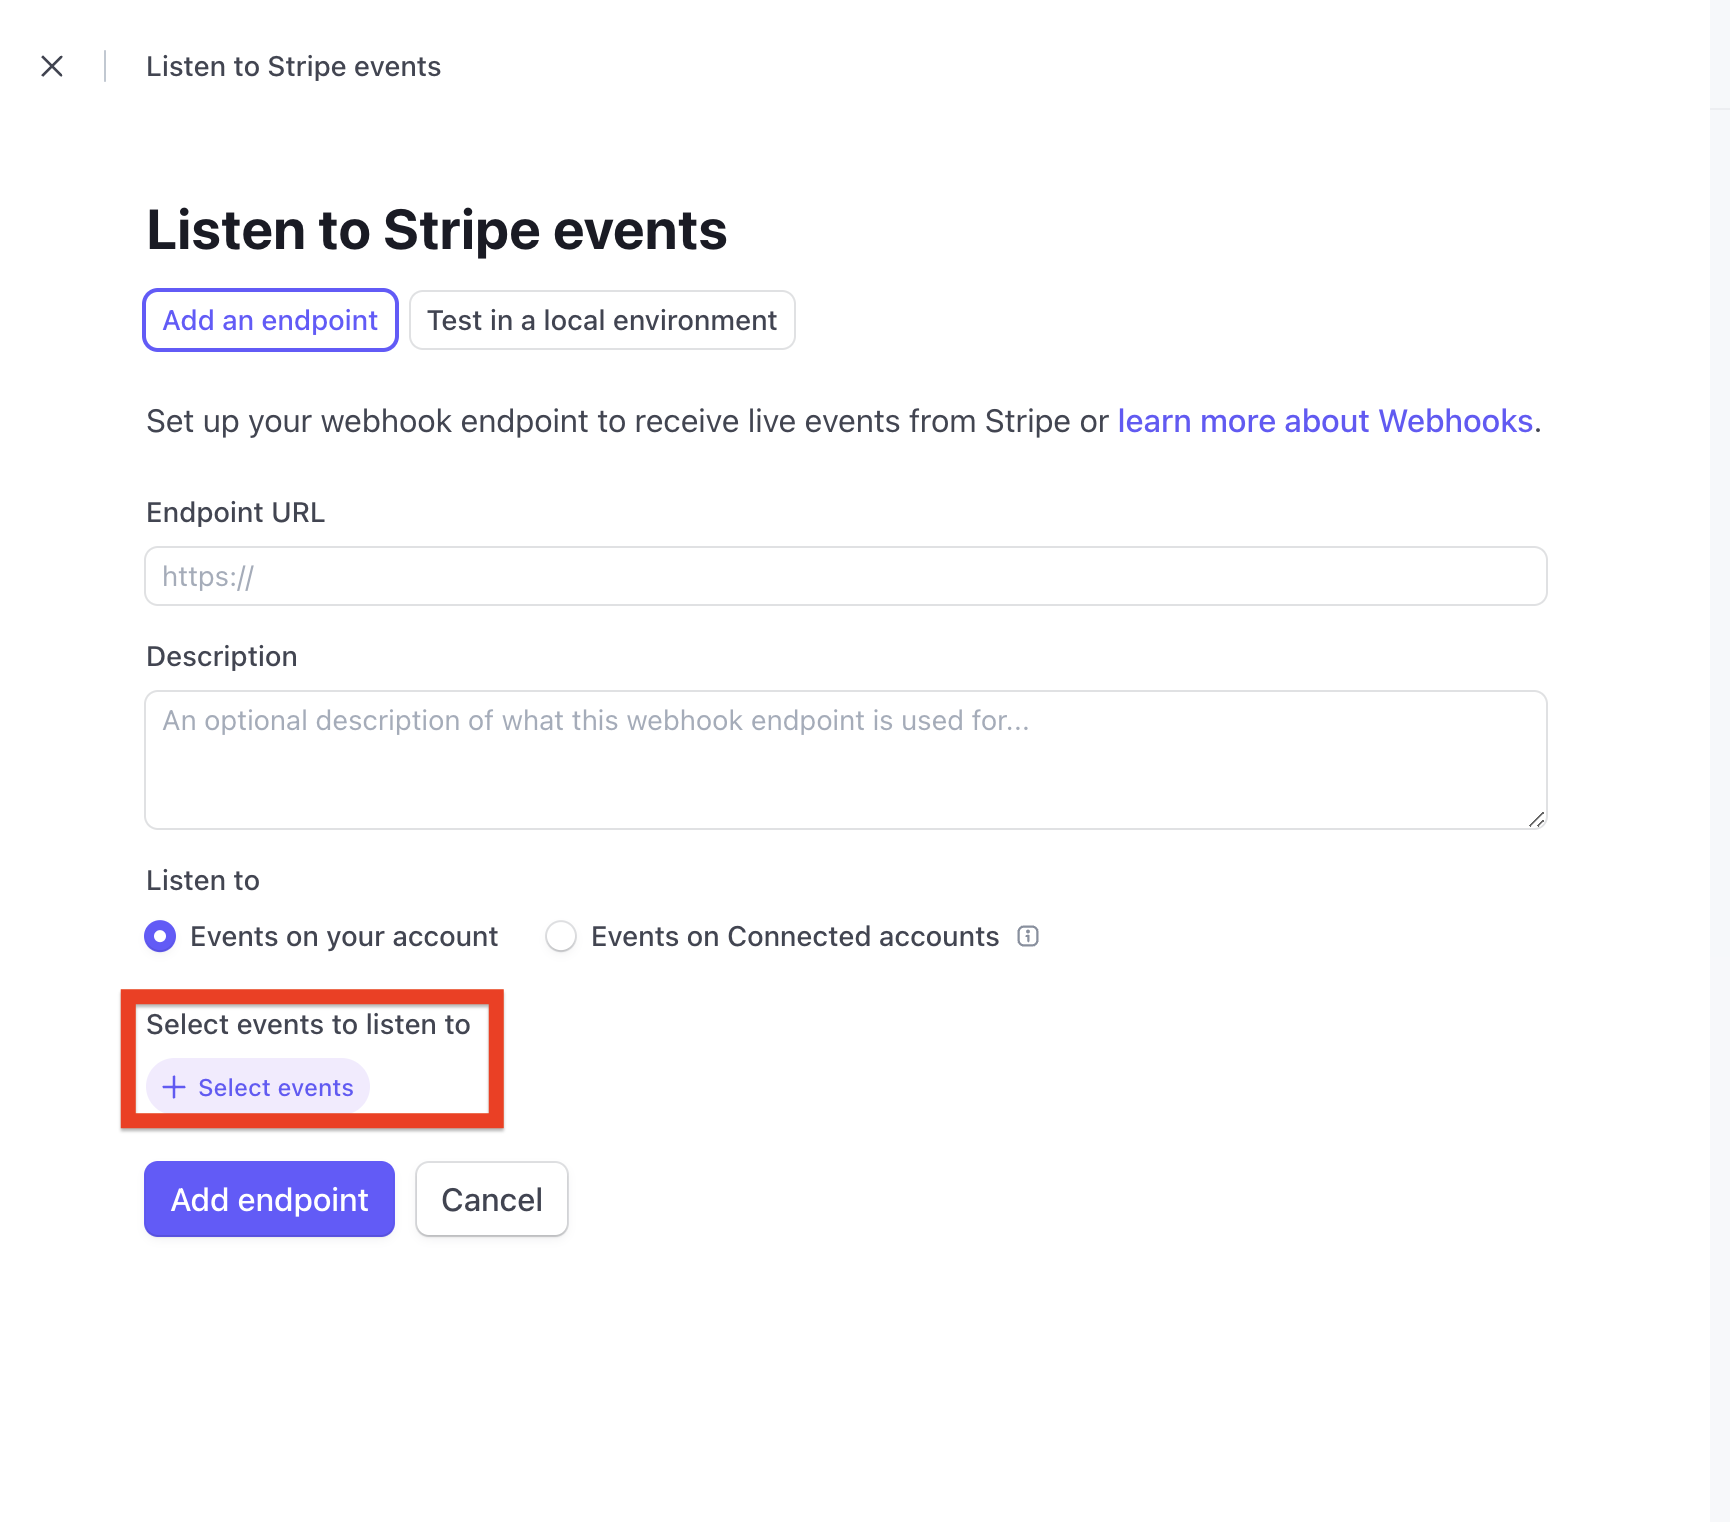 Listen to Stripe events
Listen to Stripe events
Add an endpoint
Test in a local environment
Set up your webhook endpoint to receive live events from Stripe or learn more about Webhooks.
Endpoint URL
https://
Description
An optional description of what this webhook endpoint is used for...
Listen to
Events on your account
Events on Connected accounts
Select events to listen to
+ Select events
Add endpoint
Cancel